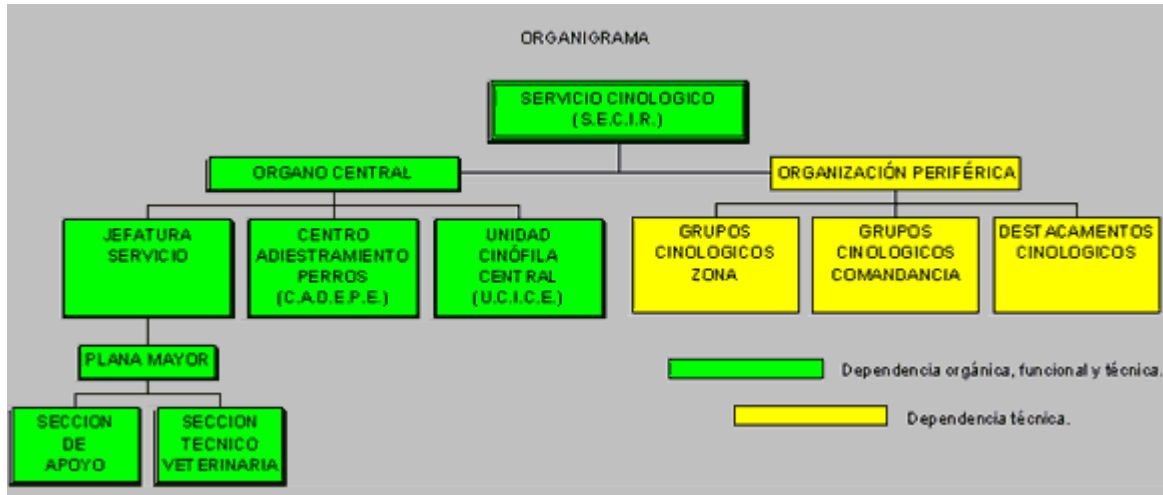 ORGANIGRAMA
SERVICIO CINOLOGICO
(S.E.C.I.R.)
ORGANO CENTRAL
ORGANIZACIÓN PERIFÉRICA
JEFATURA
SERVICIO
CENTRO
ADIESTRAMIENTO
PERROS
(C.A.D.E.P.E.)
UNIDAD
CINÓFILA
CENTRAL
(U.C.I.C.E.)
GRUPOS
CINOLOGICOS
ZONA
GRUPOS
CINOLOGICOS
COMANDANCIA
DESTACAMENTOS
CINOLOGICOS
PLANA MAYOR
SECCION
DE
APOYO
SECCION
TECNICO
VETERINARIA
Dependencia orgánica, funcional y técnica.
Dependencia técnica.